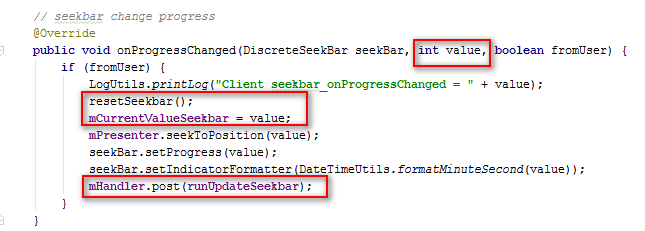 // seekbar change progress
@Override
public void onProgressChanged(DiscreteSeekBar seekBar, int value, boolean fromUser) {
if (fromUser) {
LogUtils.printLog("Client seekbar_onProgressChanged = " + value);
resetSeekbar();
mCurrentValueSeekbar = value;
mPresenter.seekToPosition(value);
seekBar.setProgress(value);
seekBar.setIndicatorFormatter(DateTimeUtils.formatMinuteSecond(value));
mHandler.post(runUpdateSeekbar);
}
}